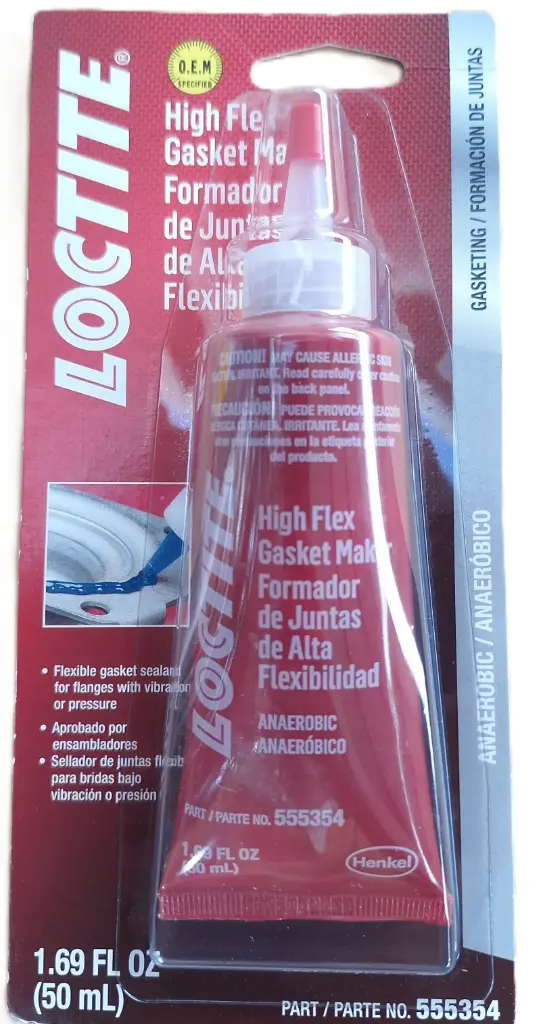 LOCTITE®
O.E.M
SPECIFIED
High Fle
Gasket Ma
Formador
de Juntas
de Alta
Flexibi
GASKETING / FORMACIÓN DE JUNTAS
ANAEROBIC / ANAERÓBICO
CAUTION! MAY CAUSE ALLERGIC SKIN
IRRITANT. Read carefully other cautions
on the back panel.
¡PRECAUCIÓN! PUEDE PROVOCAR REACCIÓN
CUTÁNEA. IRRITANTE. Lea
otras precauciones en la etiqueta posterior
del producto.
LOCTITE®
High Flex
Gasket Maker
Formador
de Juntas
de Alta
Flexibilidad
ANAEROBIC
ANAERÓBICO
PART / PARTE NO. 555354
1.69 FL OZ
(50 mL)
Henkel
• Flexible gasket sealant
for flanges with vibration
or pressure
• Aprobado por
ensambladores
• Sellador de juntas flexib
para bridas bajo
vibración o presión
1.69 FL OZ
(50 mL)
PART / PARTE NO. 555354